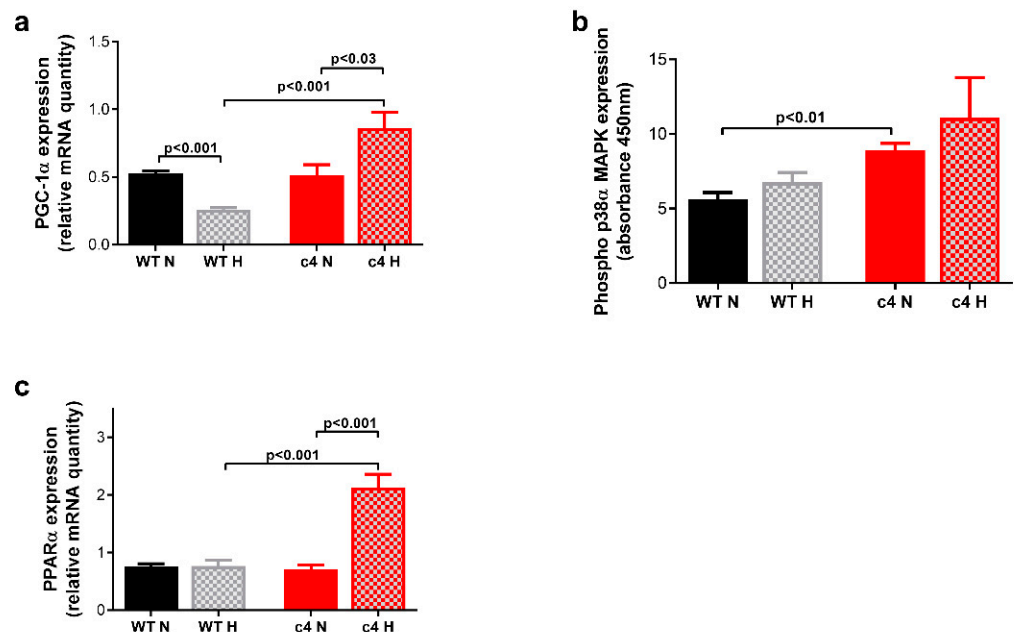 a
PGC-1α expression
(relative mRNA quantity)
1.5
1.0
0.5
0.0
p<0.03
p<0.001
p<0.001
WT N
WT H
c4 N
c4 H
b
Phospho p38α MAPK expression
(absorbance 450nm)
15
10
5
0
p<0.01
WT N
WT H
c4 N
c4 H
c
PPARα expression
(relative mRNA quantity)
3
2
1
0
p<0.001
p<0.001
WT N
WT H
c4 N
c4 H